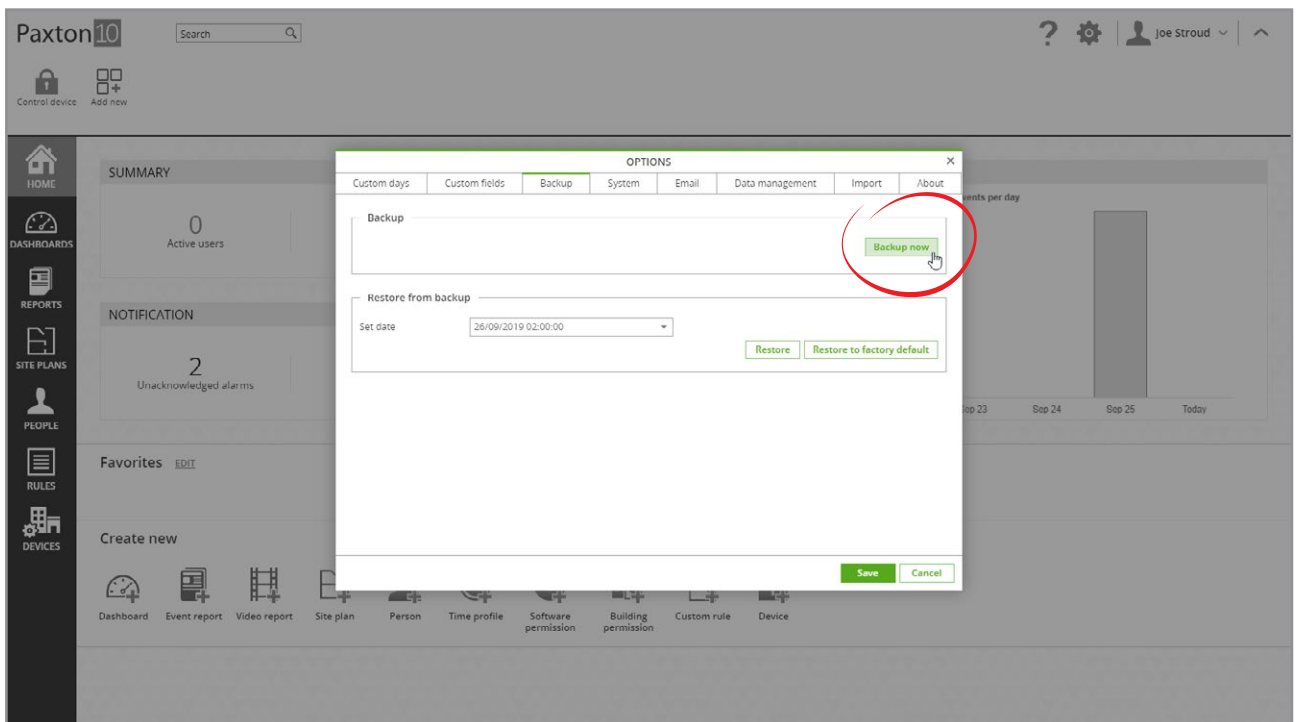 Paxton10
Search
? Joe Stroud
Control device Add new
HOME
DASHBOARDS
REPORTS
SITE PLANS
PEOPLE
RULES
DEVICES
SUMMARY
0
Active users
NOTIFICATION
2
Unacknowledged alarms
OPTIONS
Custom days Custom fields Backup System Email Data management Import About
Backup
Backup now
Restore from backup
Set date 26/09/2019 02:00:00
Restore Restore to factory default
Save Cancel
per day
Sep 24 Sep 25 Today
Favorites EDIT
Create new
Dashboard Event report Video report Site plan Person Time profile Software permission Building permission Custom rule Device